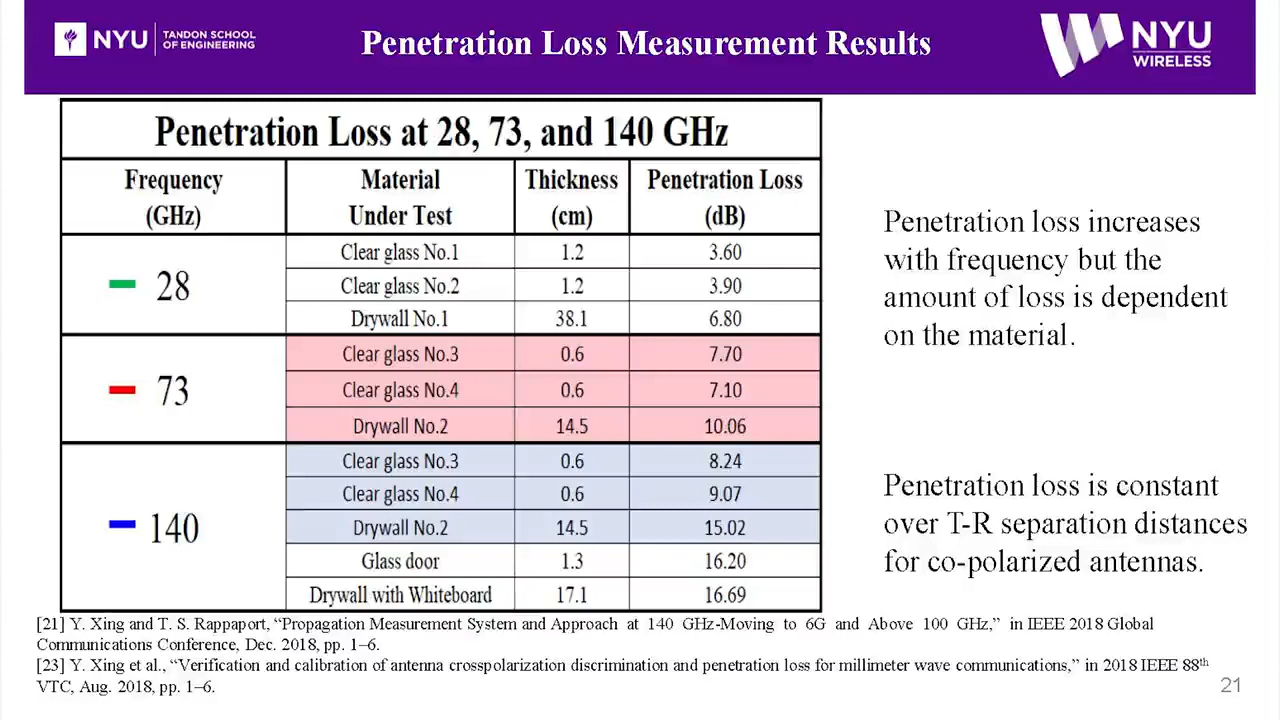 NYU
TANDON SCHOOL
OF ENGINEERING
Penetration Loss Measurement Results
NYU
WIRELESS
Penetration Loss at 28, 73, and 140 GHz
Frequency (GHz) Material Under Test Thickness (cm) Penetration Loss (dB)
28 Clear glass No.1 1.2 3.60
Clear glass No.2 1.2 3.90
Drywall No.1 38.1 6.80
73 Clear glass No.3 0.6 7.70
Clear glass No.4 0.6 7.10
Drywall No.2 14.5 10.06
140 Clear glass No.3 0.6 8.24
Clear glass No.4 0.6 9.07
Drywall No.2 14.5 15.02
Glass door 1.3 16.20
Drywall with Whiteboard 17.1 16.69
Penetration loss increases
with frequency but the
amount of loss is dependent
on the material.
Penetration loss is constant
over T-R separation distances
for co-polarized antennas.
[21] Y. Xing and T. S. Rappaport, “Propagation Measurement System and Approach at 140 GHz-Moving to 6G and Above 100 GHz,” in IEEE 2018 Global
Communications Conference, Dec. 2018, pp. 1–6.
[23] Y. Xing et al., “Verification and calibration of antenna crosspolarization discrimination and penetration loss for millimeter wave communications,” in 2018 IEEE 88th
VTC, Aug. 2018, pp. 1–6.
21